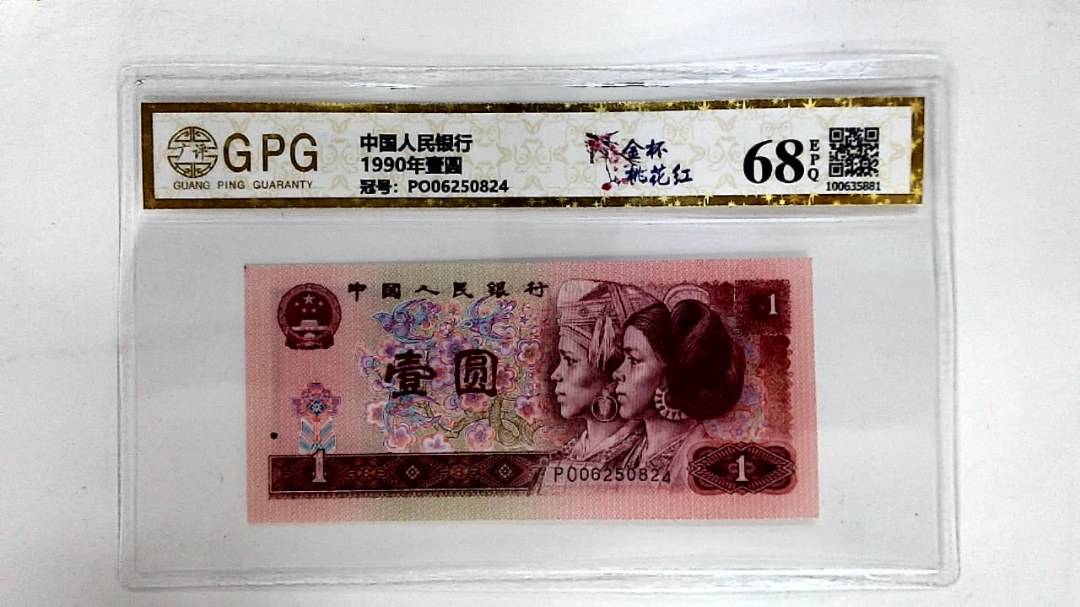 广评
GPG
GUANG PING GUARANTY
中国人民银行
1990年壹圆
冠号：PO06250824
金杯
桃花红
68
EPQ
100635881
中国人民银行
1
壹圆
1
PO06250824
1